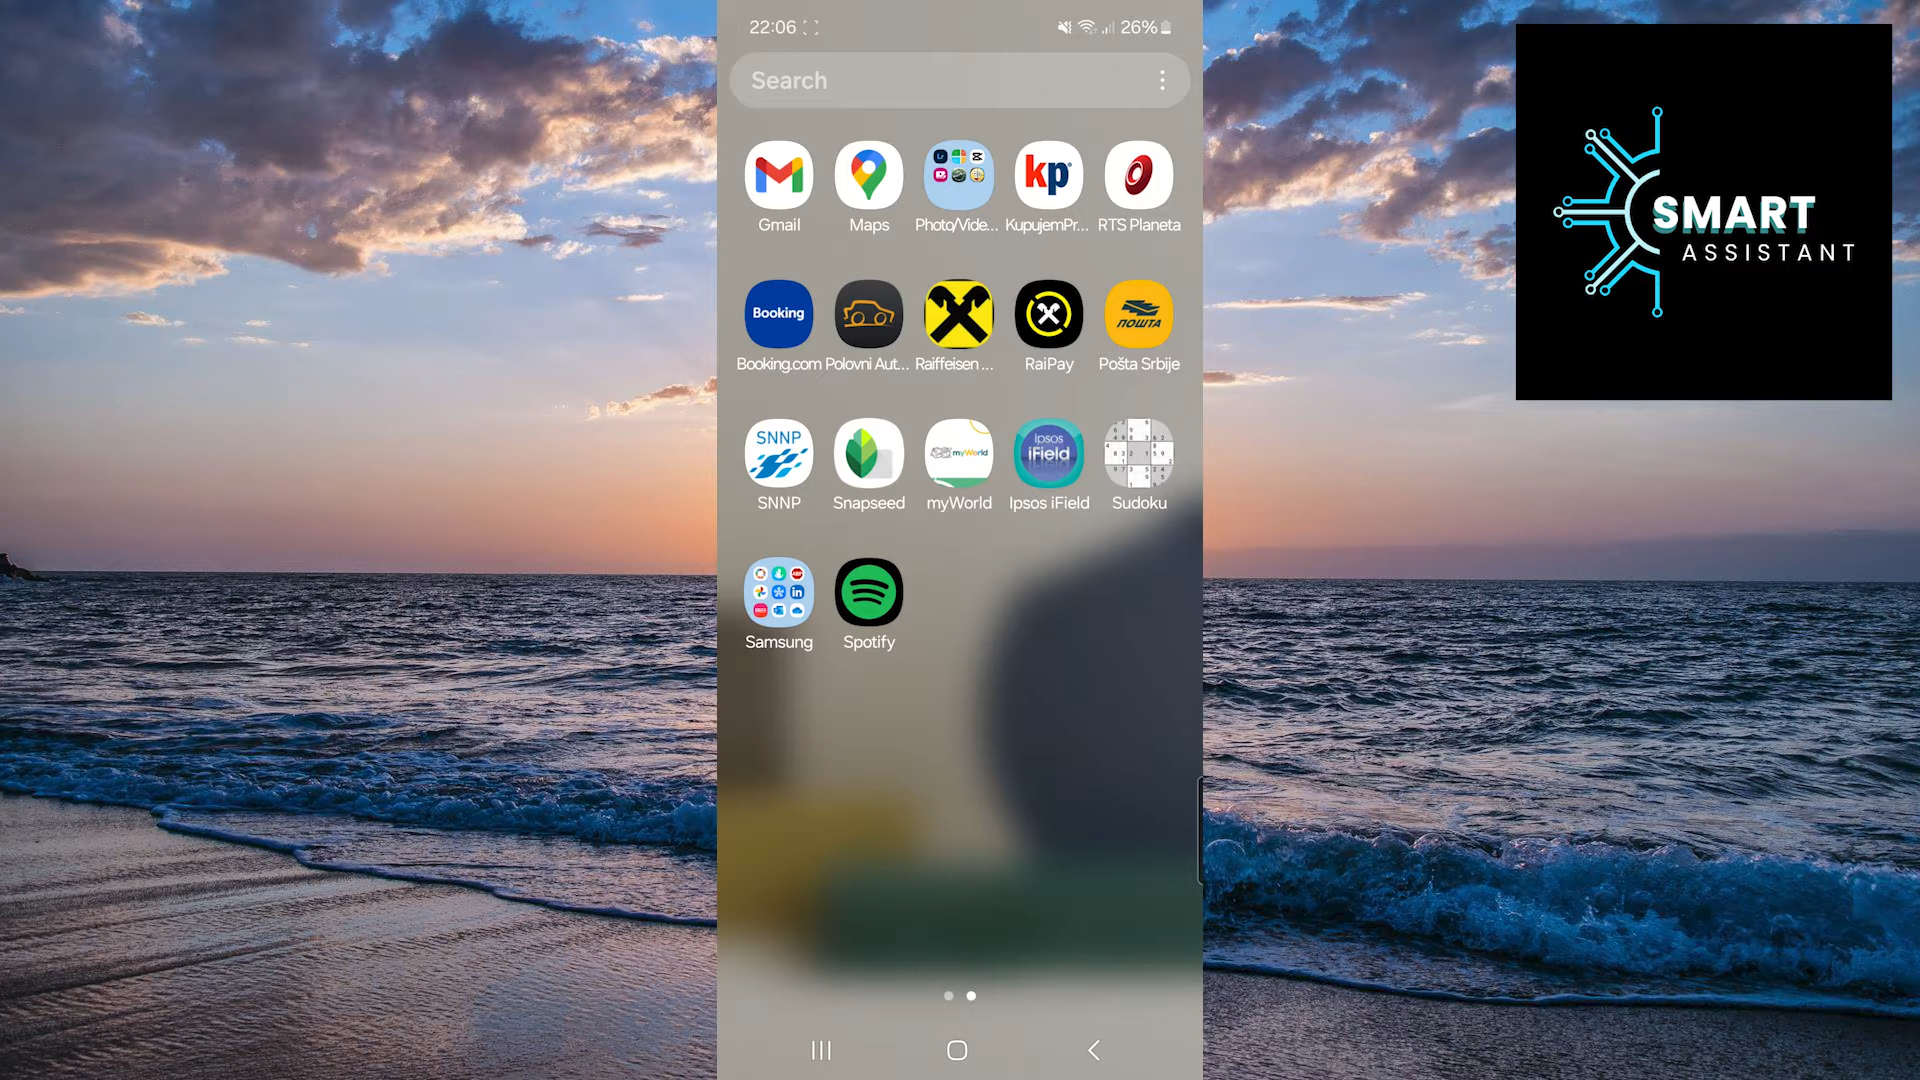 22:06
26%
Search
Gmail
Maps
Photo/Vide...
kp
KupujemPr...
RTS Planeta
Booking
Booking.com
Polovni Aut...
Raiffeisen ...
RaiPay
ПОШТА
Pošta Srbije
SNNP
SNNP
Snapseed
myWorld
myWorld
Ipsos
iField
Ipsos iField
Sudoku
Samsung
Spotify
SMART
ASSISTANT